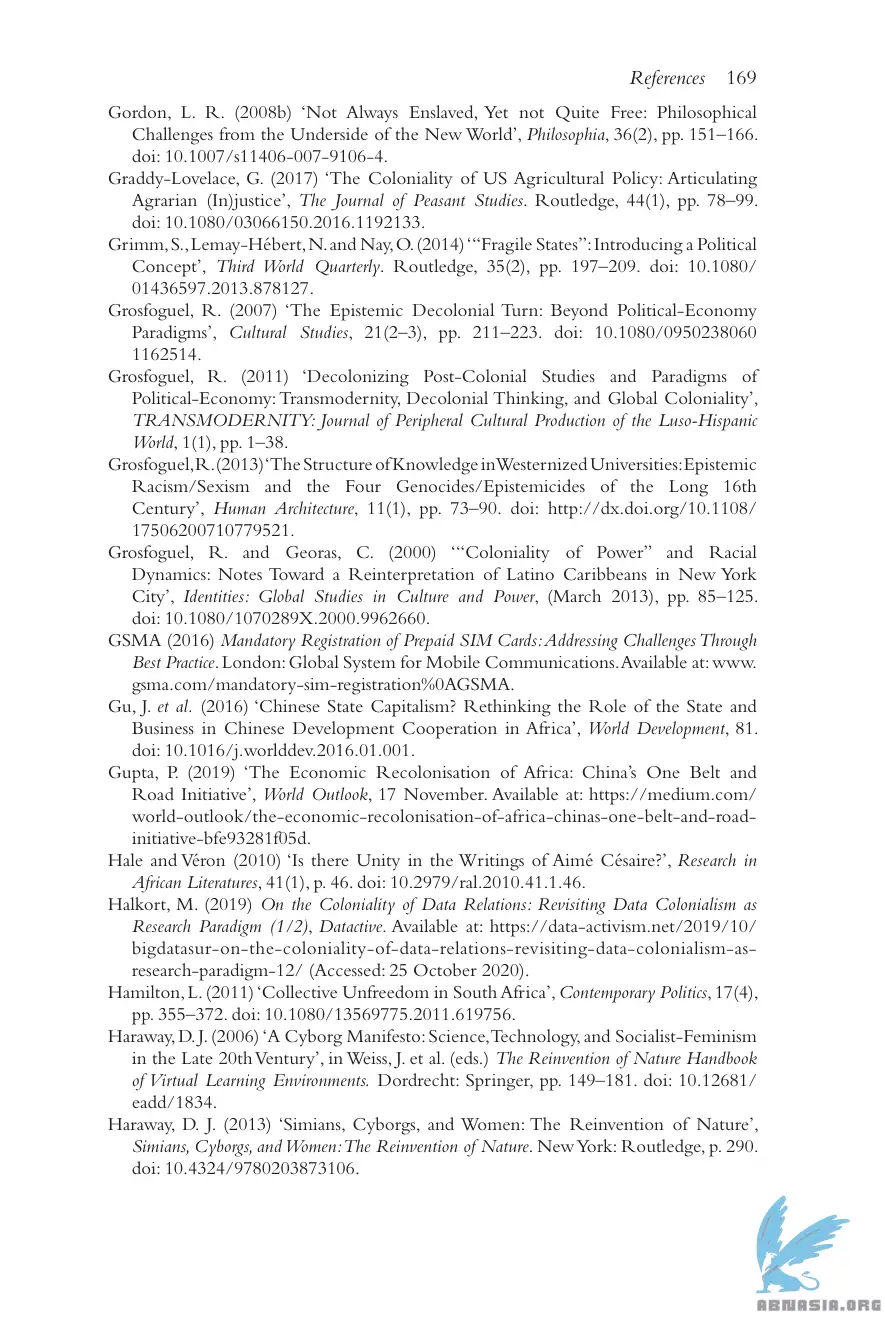 References 169
Gordon, L. R. (2008b) ‘Not Always Enslaved, Yet not Quite Free: Philosophical
Challenges from the Underside of the New World’, Philosophia, 36(2), pp. 151–166.
doi: 10.1007/s11406-007-9106-4.
Graddy-Lovelace, G. (2017) ‘The Coloniality of US Agricultural Policy: Articulating
Agrarian (In)justice’, The Journal of Peasant Studies. Routledge, 44(1), pp. 78–99.
doi: 10.1080/03066150.2016.1192133.
Grimm, S., Lemay-Hébert, N. and Nay, O. (2014) ‘“Fragile States”: Introducing a Political
Concept’, Third World Quarterly. Routledge, 35(2), pp. 197–209. doi: 10.1080/
01436597.2013.878127.
Grosfoguel, R. (2007) ‘The Epistemic Decolonial Turn: Beyond Political-Economy
Paradigms’, Cultural Studies, 21(2–3), pp. 211–223. doi: 10.1080/0950238060
1162514.
Grosfoguel, R. (2011) ‘Decolonizing Post-Colonial Studies and Paradigms of
Political-Economy: Transmodernity, Decolonial Thinking, and Global Coloniality’,
TRANSMODERNITY: Journal of Peripheral Cultural Production of the Luso-Hispanic
World, 1(1), pp. 1–38.
Grosfoguel, R. (2013) ‘The Structure of Knowledge in Westernized Universities: Epistemic
Racism/Sexism and the Four Genocides/Epistemicides of the Long 16th
Century’, Human Architecture, 11(1), pp. 73–90. doi: http://dx.doi.org/10.1108/
17506200710779521.
Grosfoguel, R. and Georas, C. (2000) ‘“Coloniality of Power” and Racial
Dynamics: Notes Toward a Reinterpretation of Latino Caribbeans in New York
City’, Identities: Global Studies in Culture and Power, (March 2013), pp. 85–125.
doi: 10.1080/1070289X.2000.9962660.
GSMA (2016) Mandatory Registration of Prepaid SIM Cards: Addressing Challenges Through
Best Practice. London: Global System for Mobile Communications. Available at: www.
gsma.com/mandatory-sim-registration%0AGSMA.
Gu, J. et al. (2016) ‘Chinese State Capitalism? Rethinking the Role of the State and
Business in Chinese Development Cooperation in Africa’, World Development, 81.
doi: 10.1016/j.worlddev.2016.01.001.
Gupta, P. (2019) ‘The Economic Recolonisation of Africa: China’s One Belt and
Road Initiative’, World Outlook, 17 November. Available at: https://medium.com/
world-outlook/the-economic-recolonisation-of-africa-chinas-one-belt-and-road-
initiative-bfe93281f05d.
Hale and Véron (2010) ‘Is there Unity in the Writings of Aimé Césaire?’, Research in
African Literatures, 41(1), p. 46. doi: 10.2979/ral.2010.41.1.46.
Halkort, M. (2019) On the Coloniality of Data Relations: Revisiting Data Colonialism as
Research Paradigm (1/2), Datactive. Available at: https://data-activism.net/2019/10/
bigdatasur-on-the-coloniality-of-data-relations-revisiting-data-colonialism-as-
research-paradigm-12/ (Accessed: 25 October 2020).
Hamilton, L. (2011) ‘Collective Unfreedom in South Africa’, Contemporary Politics, 17(4),
pp. 355–372. doi: 10.1080/13569775.2011.619756.
Haraway, D. J. (2006) ‘A Cyborg Manifesto: Science, Technology, and Socialist-Feminism
in the Late 20th Ventury’, in Weiss, J. et al. (eds.) The Reinvention of Nature Handbook
of Virtual Learning Environments. Dordrecht: Springer, pp. 149–181. doi: 10.12681/
eadd/1834.
Haraway, D. J. (2013) ‘Simians, Cyborgs, and Women: The Reinvention of Nature’,
Simians, Cyborgs, and Women: The Reinvention of Nature. New York: Routledge, p. 290.
doi: 10.4324/9780203873106.
ABNASIA.ORG